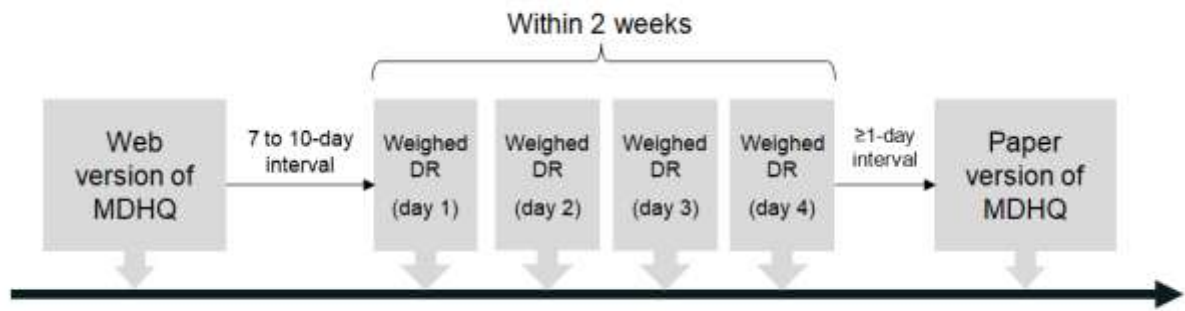 Within 2 weeks
Web
version of
MDHQ
7 to 10-day
interval
Weighed
DR
(day 1)
Weighed
DR
(day 2)
Weighed
DR
(day 3)
Weighed
DR
(day 4)
≥1-day
interval
Paper
version of
MDHQ